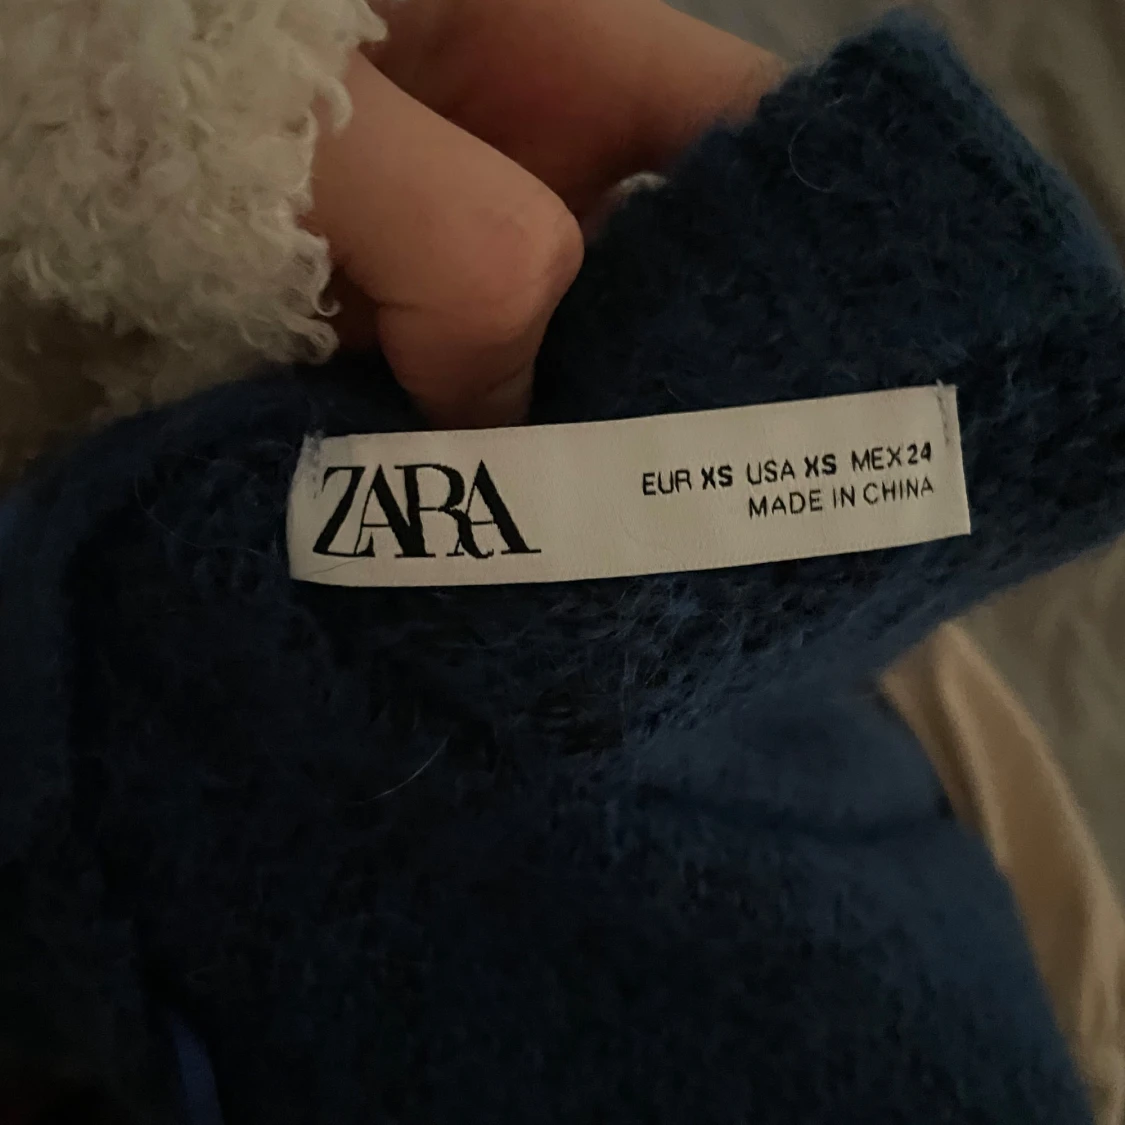 ZARA
EUR XS USA XS MEX 24
MADE IN CHINA